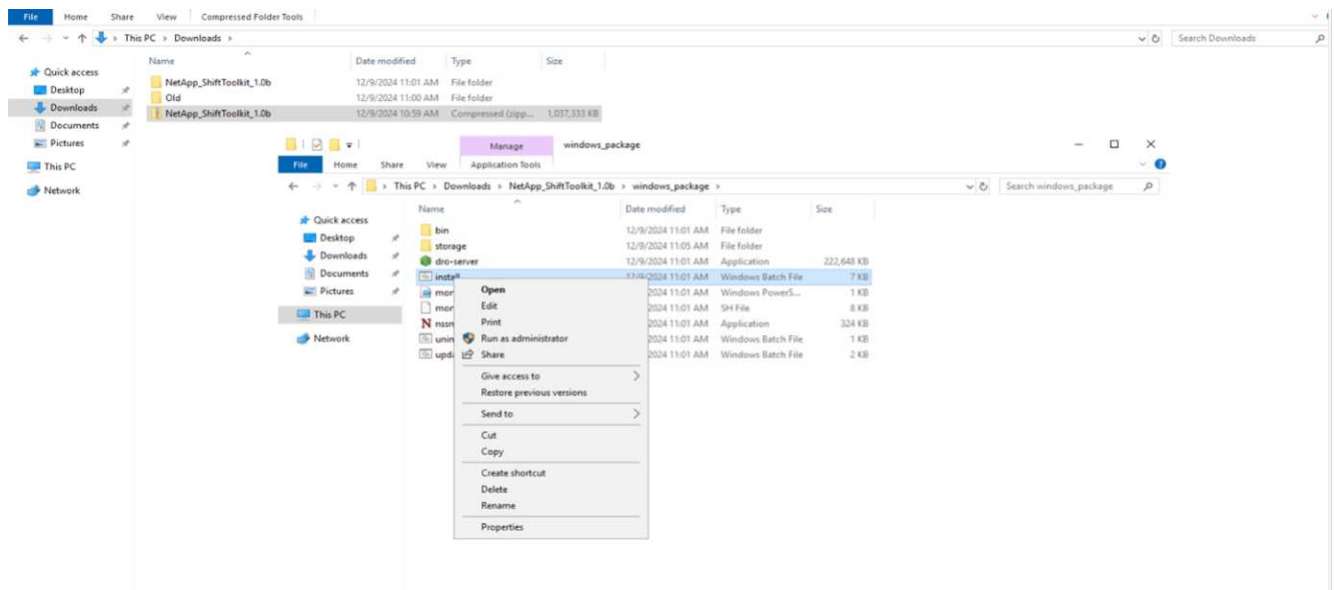 File Home Share View Compressed Folder Tools
This PC > Downloads > Search Downloads
Name Date modified Type Size
Quick access
Desktop
Downloads
Documents
Pictures
This PC
Network
NetApp_ShiftToolkit_1.0b 12/9/2024 11:01 AM File folder
Old 12/9/2024 11:00 AM File folder
NetApp_ShiftToolkit_1.0b 12/9/2024 10:59 AM Compressed (zipp... 1,037,333 KB
Manage windows_package
File Home Share View Application Tools
This PC > Downloads > NetApp_ShiftToolkit_1.0b > windows_package > Search windows_package
Name Date modified Type Size
Quick access
Desktop
Downloads
Documents
Pictures
This PC
Network
bin 12/9/2024 11:01 AM File folder
storage 12/9/2024 11:05 AM File folder
dro-server 12/9/2024 11:01 AM Application 222,648 KB
install 12/9/2024 11:01 AM Windows Batch File 7 KB
2024 11:01 AM Windows PowerS... 1 KB
2024 11:01 AM SH File 8 KB
2024 11:01 AM Application 324 KB
2024 11:01 AM Windows Batch File 1 KB
2024 11:01 AM Windows Batch File 2 KB
Open
Edit
Print
Run as administrator
Share
Give access to
Restore previous versions
Send to
Cut
Copy
Create shortcut
Delete
Rename
Properties